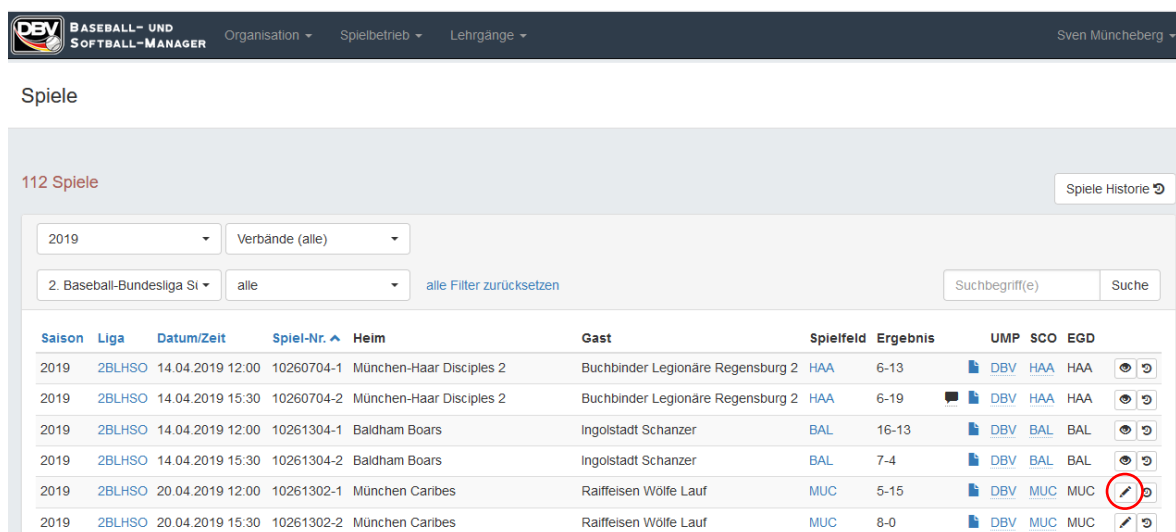 DBV BASEBALL- UND SOFTBALL-MANAGER Organisation Spielbetrieb Lehrgänge Sven Müncheberg
Spiele
112 Spiele
Spiele Historie
2019 Verbände (alle)
2. Baseball-Bundesliga Sü alle alle Filter zurücksetzen Suchbegriff(e) Suche
Saison Liga Datum/Zeit Spiel-Nr. Heim Gast Spielfeld Ergebnis UMP SCO EGD
2019 2BLHSO 14.04.2019 12:00 10260704-1 München-Haar Disciples 2 Buchbinder Legionäre Regensburg 2 HAA 6-13 DBV HAA HAA
2019 2BLHSO 14.04.2019 15:30 10260704-2 München-Haar Disciples 2 Buchbinder Legionäre Regensburg 2 HAA 6-19 DBV HAA HAA
2019 2BLHSO 14.04.2019 12:00 10261304-1 Baldham Boars Ingolstadt Schanzer BAL 16-13 DBV BAL BAL
2019 2BLHSO 14.04.2019 15:30 10261304-2 Baldham Boars Ingolstadt Schanzer BAL 7-4 DBV BAL BAL
2019 2BLHSO 20.04.2019 12:00 10261302-1 München Caribes Raiffeisen Wölfe Lauf MUC 5-15 DBV MUC MUC
2019 2BLHSO 20.04.2019 15:30 10261302-2 München Caribes Raiffeisen Wölfe Lauf MUC 8-0 DBV MUC MUC